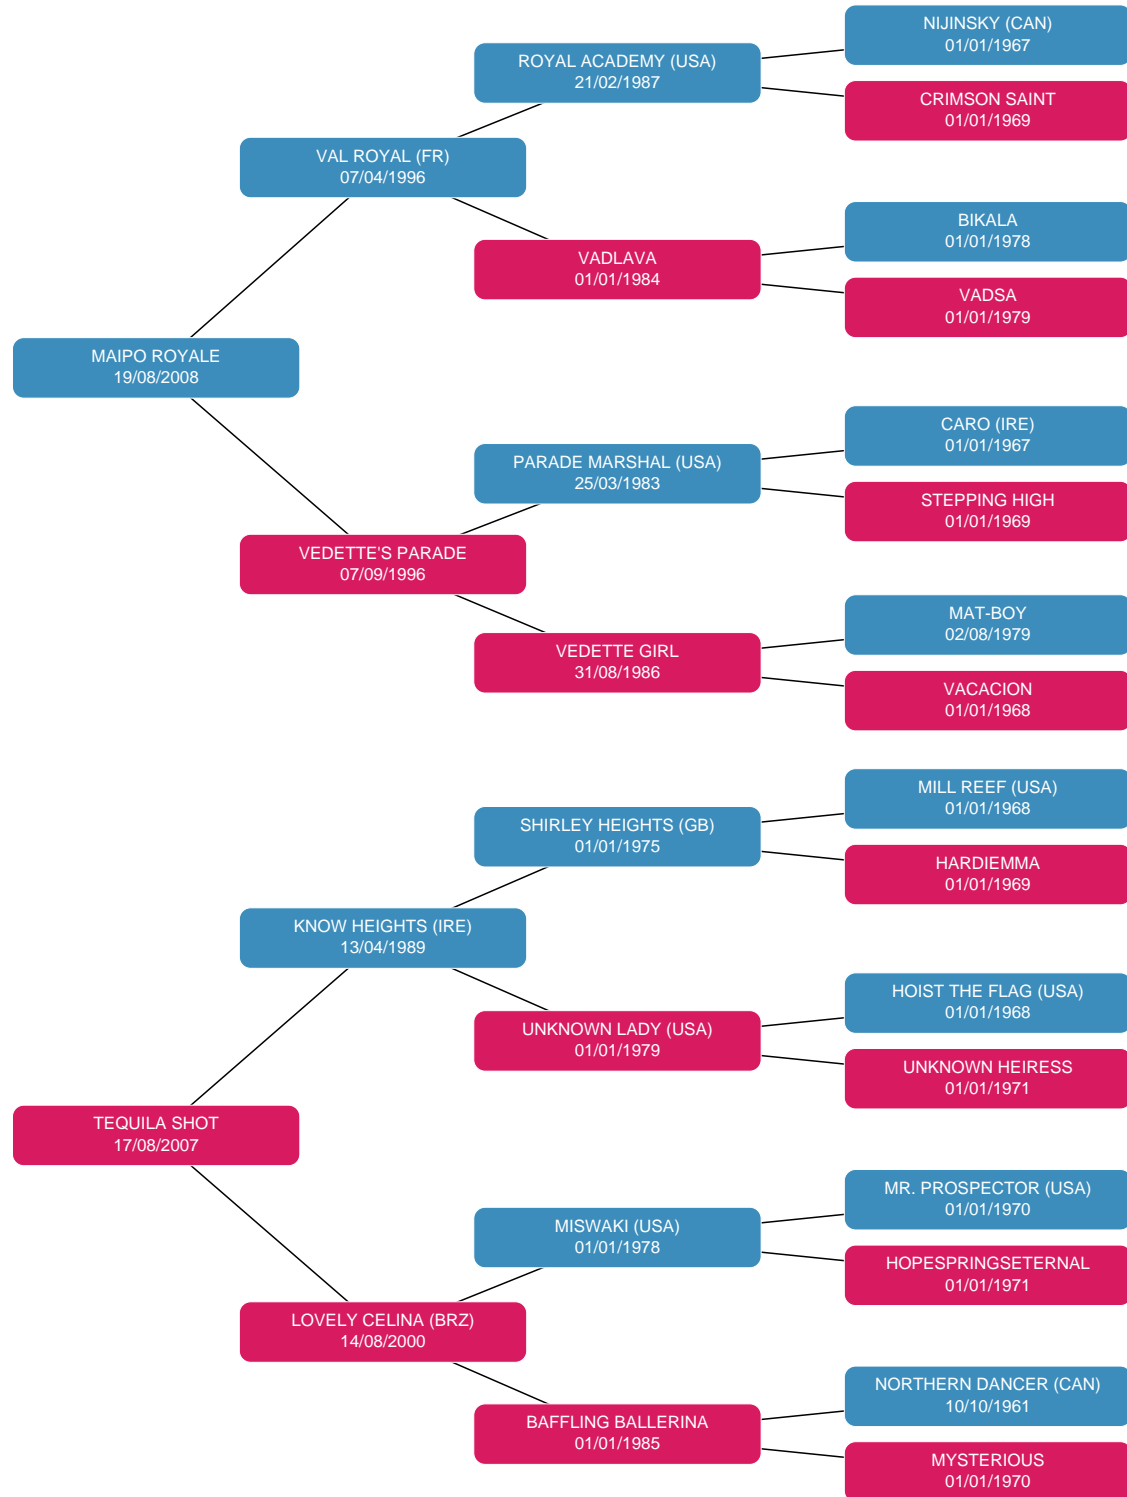 NIJINSKY (CAN)
01/01/1967
ROYAL ACADEMY (USA)
21/02/1987
CRIMSON SAINT
01/01/1969
VAL ROYAL (FR)
07/04/1996
BIKALA
01/01/1978
VADLAVA
01/01/1984
VADSA
01/01/1979
MAIPO ROYALE
19/08/2008
CARO (IRE)
01/01/1967
PARADE MARSHAL (USA)
25/03/1983
STEPPING HIGH
01/01/1969
VEDETTE'S PARADE
07/09/1996
MAT-BOY
02/08/1979
VEDETTE GIRL
31/08/1986
VACACION
01/01/1968
MILL REEF (USA)
01/01/1968
SHIRLEY HEIGHTS (GB)
01/01/1975
HARDIEMMA
01/01/1969
KNOW HEIGHTS (IRE)
13/04/1989
HOIST THE FLAG (USA)
01/01/1968
UNKNOWN LADY (USA)
01/01/1979
UNKNOWN HEIRESS
01/01/1971
TEQUILA SHOT
17/08/2007
MR. PROSPECTOR (USA)
01/01/1970
MISWAKI (USA)
01/01/1978
HOPESPRINGSETERNAL
01/01/1971
LOVELY CELINA (BRZ)
14/08/2000
NORTHERN DANCER (CAN)
10/10/1961
BAFFLING BALLERINA
01/01/1985
MYSTERIOUS
01/01/1970